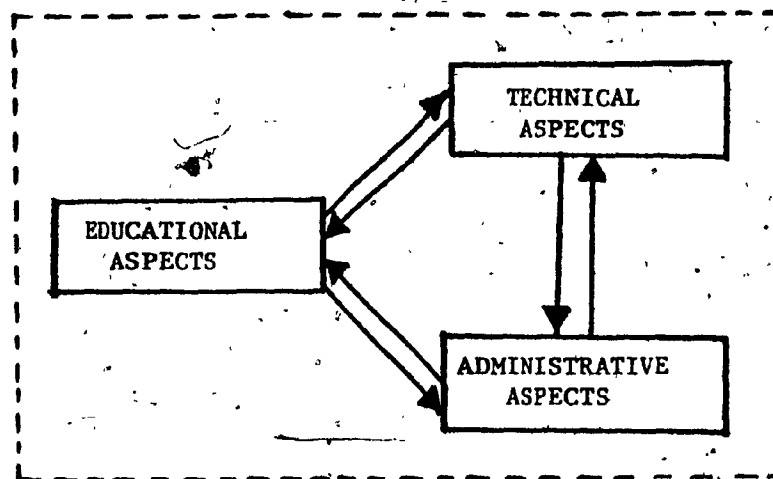 TECHNICAL
ASPECTS
EDUCATIONAL
ASPECTS
ADMINISTRATIVE
ASPECTS